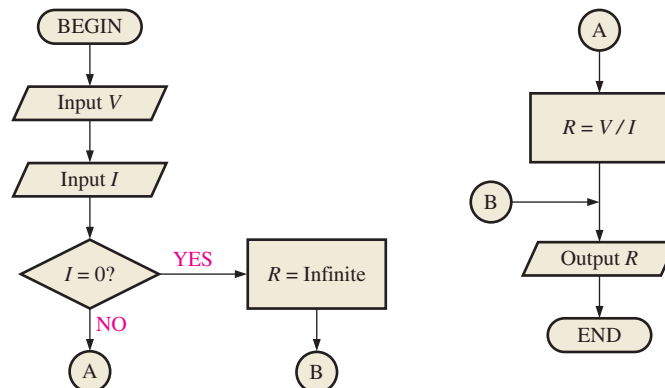 BEGIN
Input V
Input I
I = 0?
YES
R = Infinite
NO
A
B
A
R = V / I
B
Output R
END